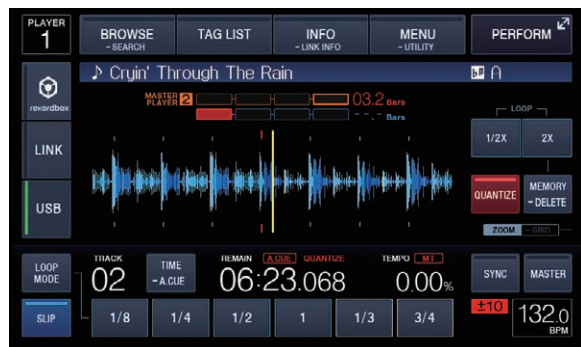 PLAYER
1
BROWSE
- SEARCH
TAG LIST
INFO
- LINK INFO
MENU
- UTILITY
PERFORM
rekordbox
LINK
USB
♪ Cryin' Through The Rain
♭# A
MASTER
PLAYER 2
03.2 Bars
--.- Bars
LOOP
1/2X
2X
QUANTIZE
MEMORY
- DELETE
ZOOM
- GRID -
LOOP
MODE
TRACK
02
TIME
- A.CUE
REMAIN A.CUE QUANTIZE
06:23.068
TEMPO MT
0.00%
SYNC
MASTER
SLIP
1/8
1/4
1/2
1
1/3
3/4
±10
132.0
BPM